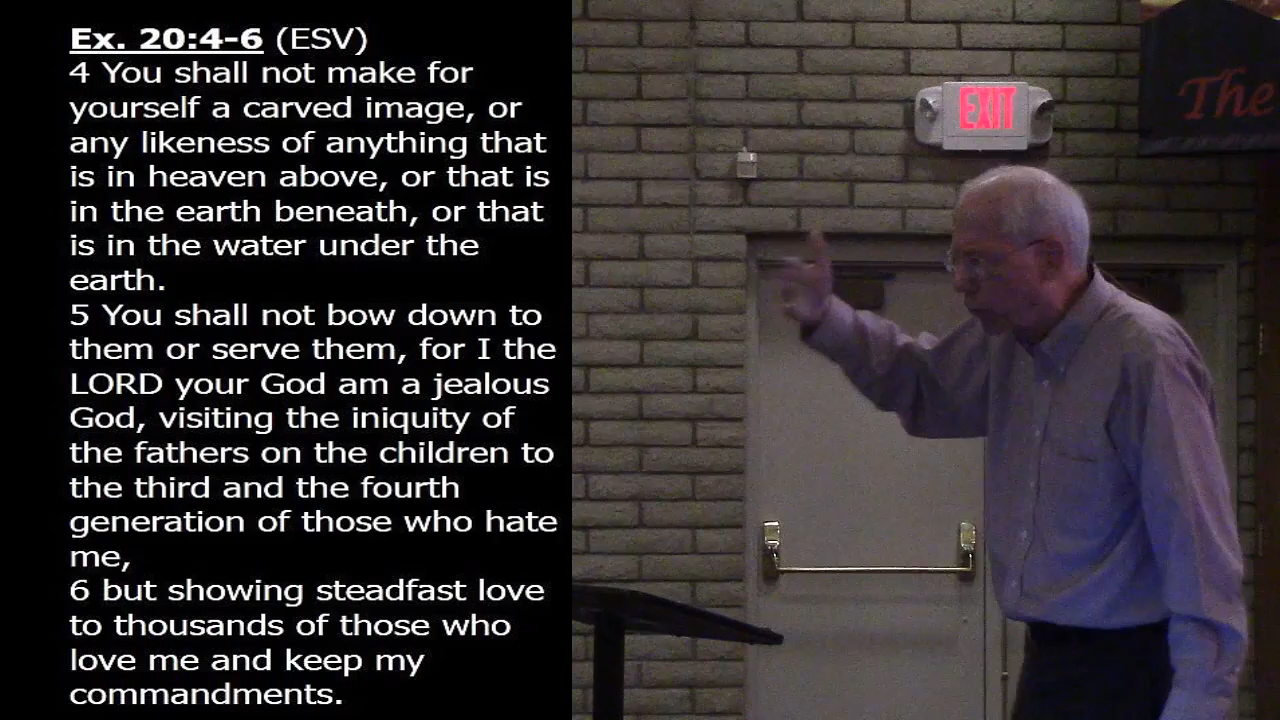 Ex. 20:4-6 (ESV)
4 You shall not make for
yourself a carved image, or
any likeness of anything that
is in heaven above, or that is
in the earth beneath, or that
is in the water under the
earth.
5 You shall not bow down to
them or serve them, for I the
LORD your God am a jealous
God, visiting the iniquity of
the fathers on the children to
the third and the fourth
generation of those who hate
me,
6 but showing steadfast love
to thousands of those who
love me and keep my
commandments.
EXIT
The